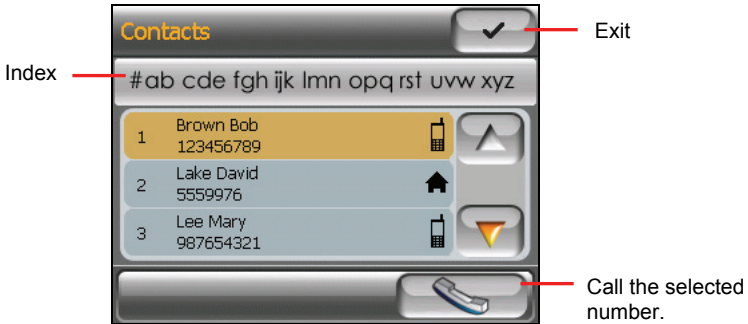 Contacts
Exit
Index
#ab cde fgh ijk lmn opq rst uvw xyz
1
Brown Bob
123456789
2
Lake David
5559976
3
Lee Mary
987654321
Call the selected
number.